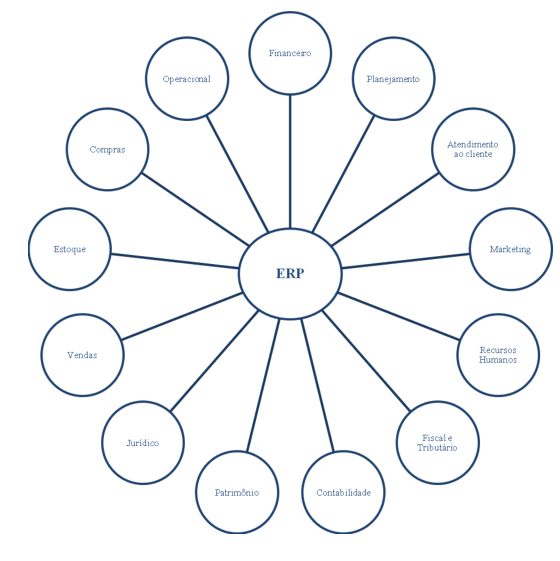 Financeiro
Planejamento
Atendimento
ao cliente
Marketing
Recursos
Humanos
Fiscal e
Tributário
Contabilidade
Patrimônio
Jurídico
Vendas
Estoque
Compras
Operacional
ERP